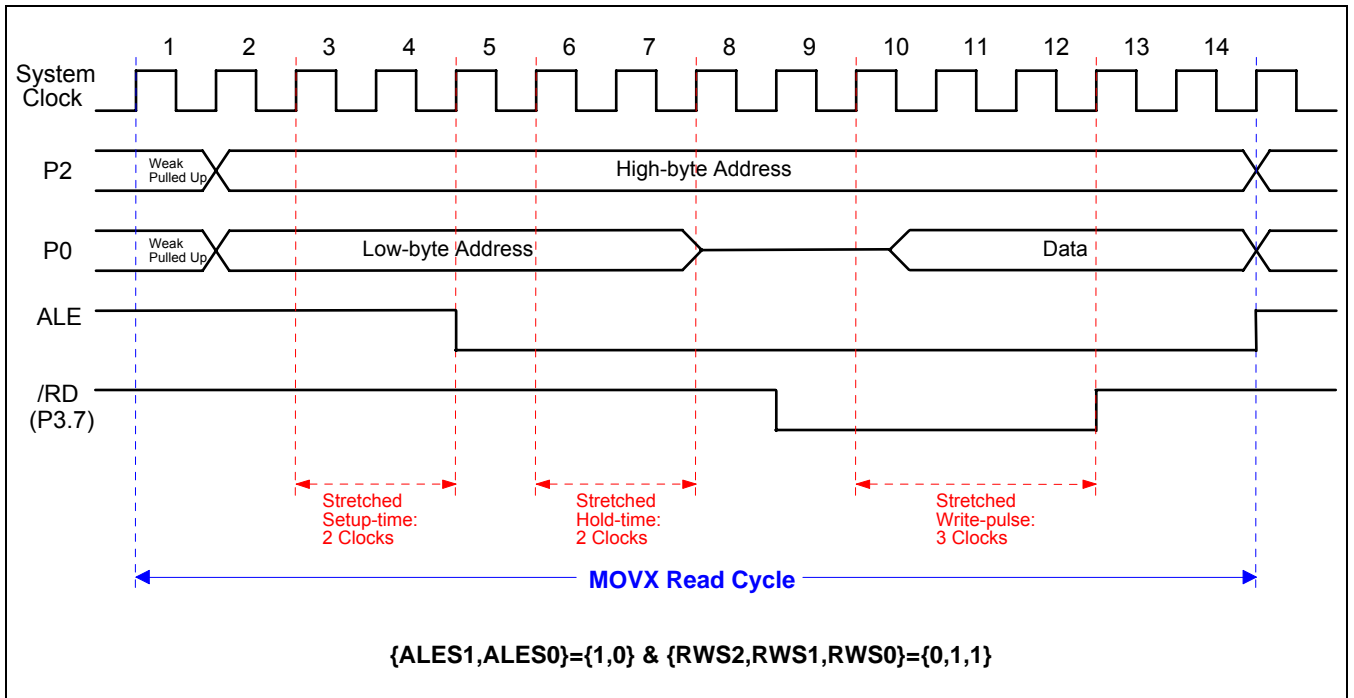 1 2 3 4 5 6 7 8 9 10 11 12 13 14
System
Clock
P2
Weak
Pulled Up
High-byte Address
P0
Weak
Pulled Up
Low-byte Address
Data
ALE
/RD
(P3.7)
Stretched
Setup-time:
2 Clocks
Stretched
Hold-time:
2 Clocks
Stretched
Write-pulse:
3 Clocks
MOVX Read Cycle
{ALES1,ALES0}={1,0} & {RWS2,RWS1,RWS0}={0,1,1}